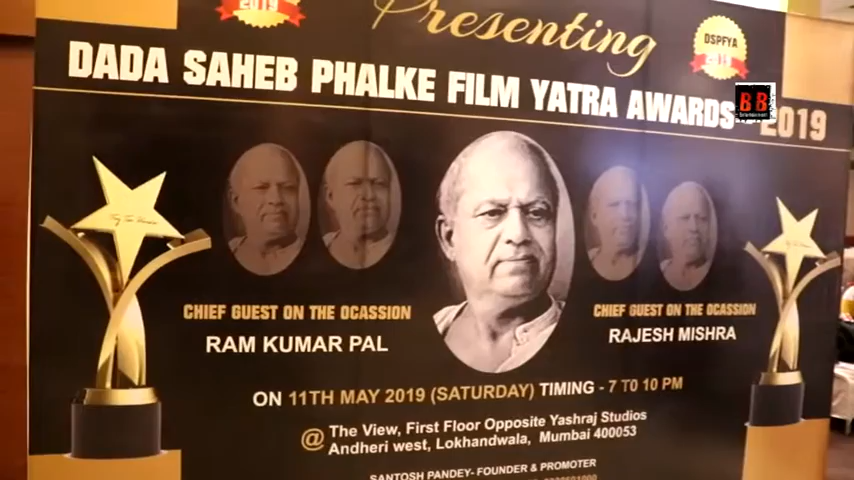 2019
Presenting
DSPFYA
2019
DADA SAHEB PHALKE FILM YATRA AWARDS - 2019
BB
CHIEF GUEST ON THE OCASSION
RAM KUMAR PAL
CHIEF GUEST ON THE OCASSION
RAJESH MISHRA
ON 11TH MAY 2019 (SATURDAY) TIMING - 7 TO 10 PM
@ The View, First Floor Opposite Yashraj Studios
Andheri west, Lokhandwala, Mumbai 400053
SANTOSH PANDEY- FOUNDER & PROMOTER